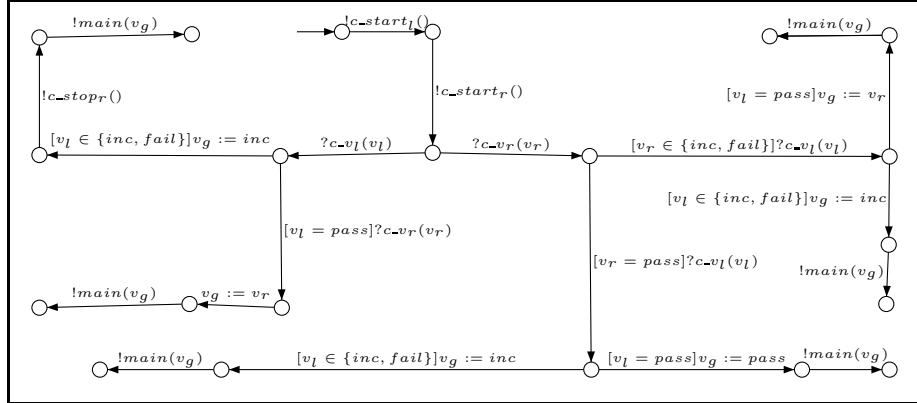 !main(v_g)
!c_start_l()
!main(v_g)
!c_stop_r()
!c_start_r()
[v_l = pass]v_g := v_r
[v_l ∈ {inc, fail}]v_g := inc
?c_v_l(v_l)
?c_v_r(v_r)
[v_r ∈ {inc, fail}]?c_v_l(v_l)
[v_l ∈ {inc, fail}]v_g := inc
[v_l = pass]?c_v_r(v_r)
[v_r = pass]?c_v_l(v_l)
!main(v_g)
!main(v_g)
v_g := v_r
!main(v_g)
[v_l ∈ {inc, fail}]v_g := inc
[v_l = pass]v_g := pass
!main(v_g)